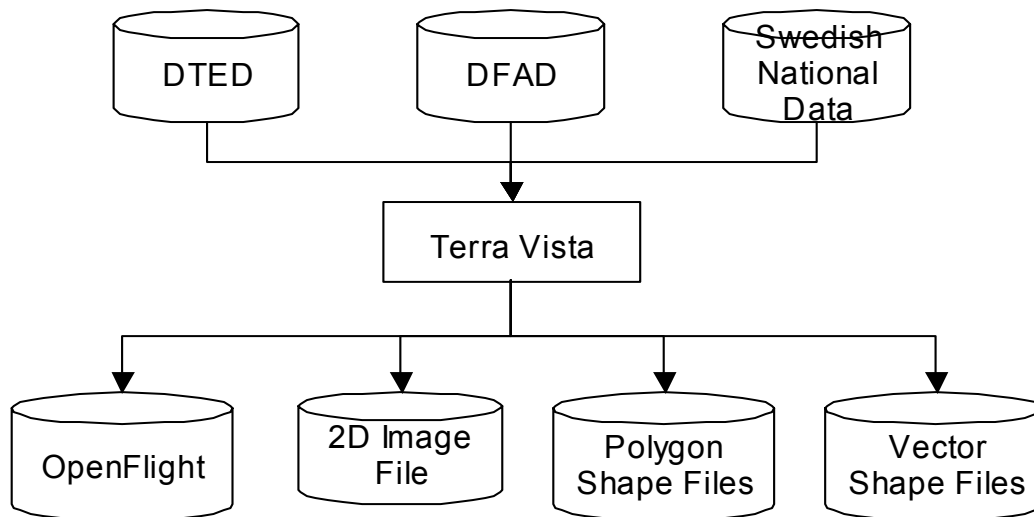 DTED
DFAD
Swedish
National
Data
Terra Vista
OpenFlight
2D Image
File
Polygon
Shape Files
Vector
Shape Files